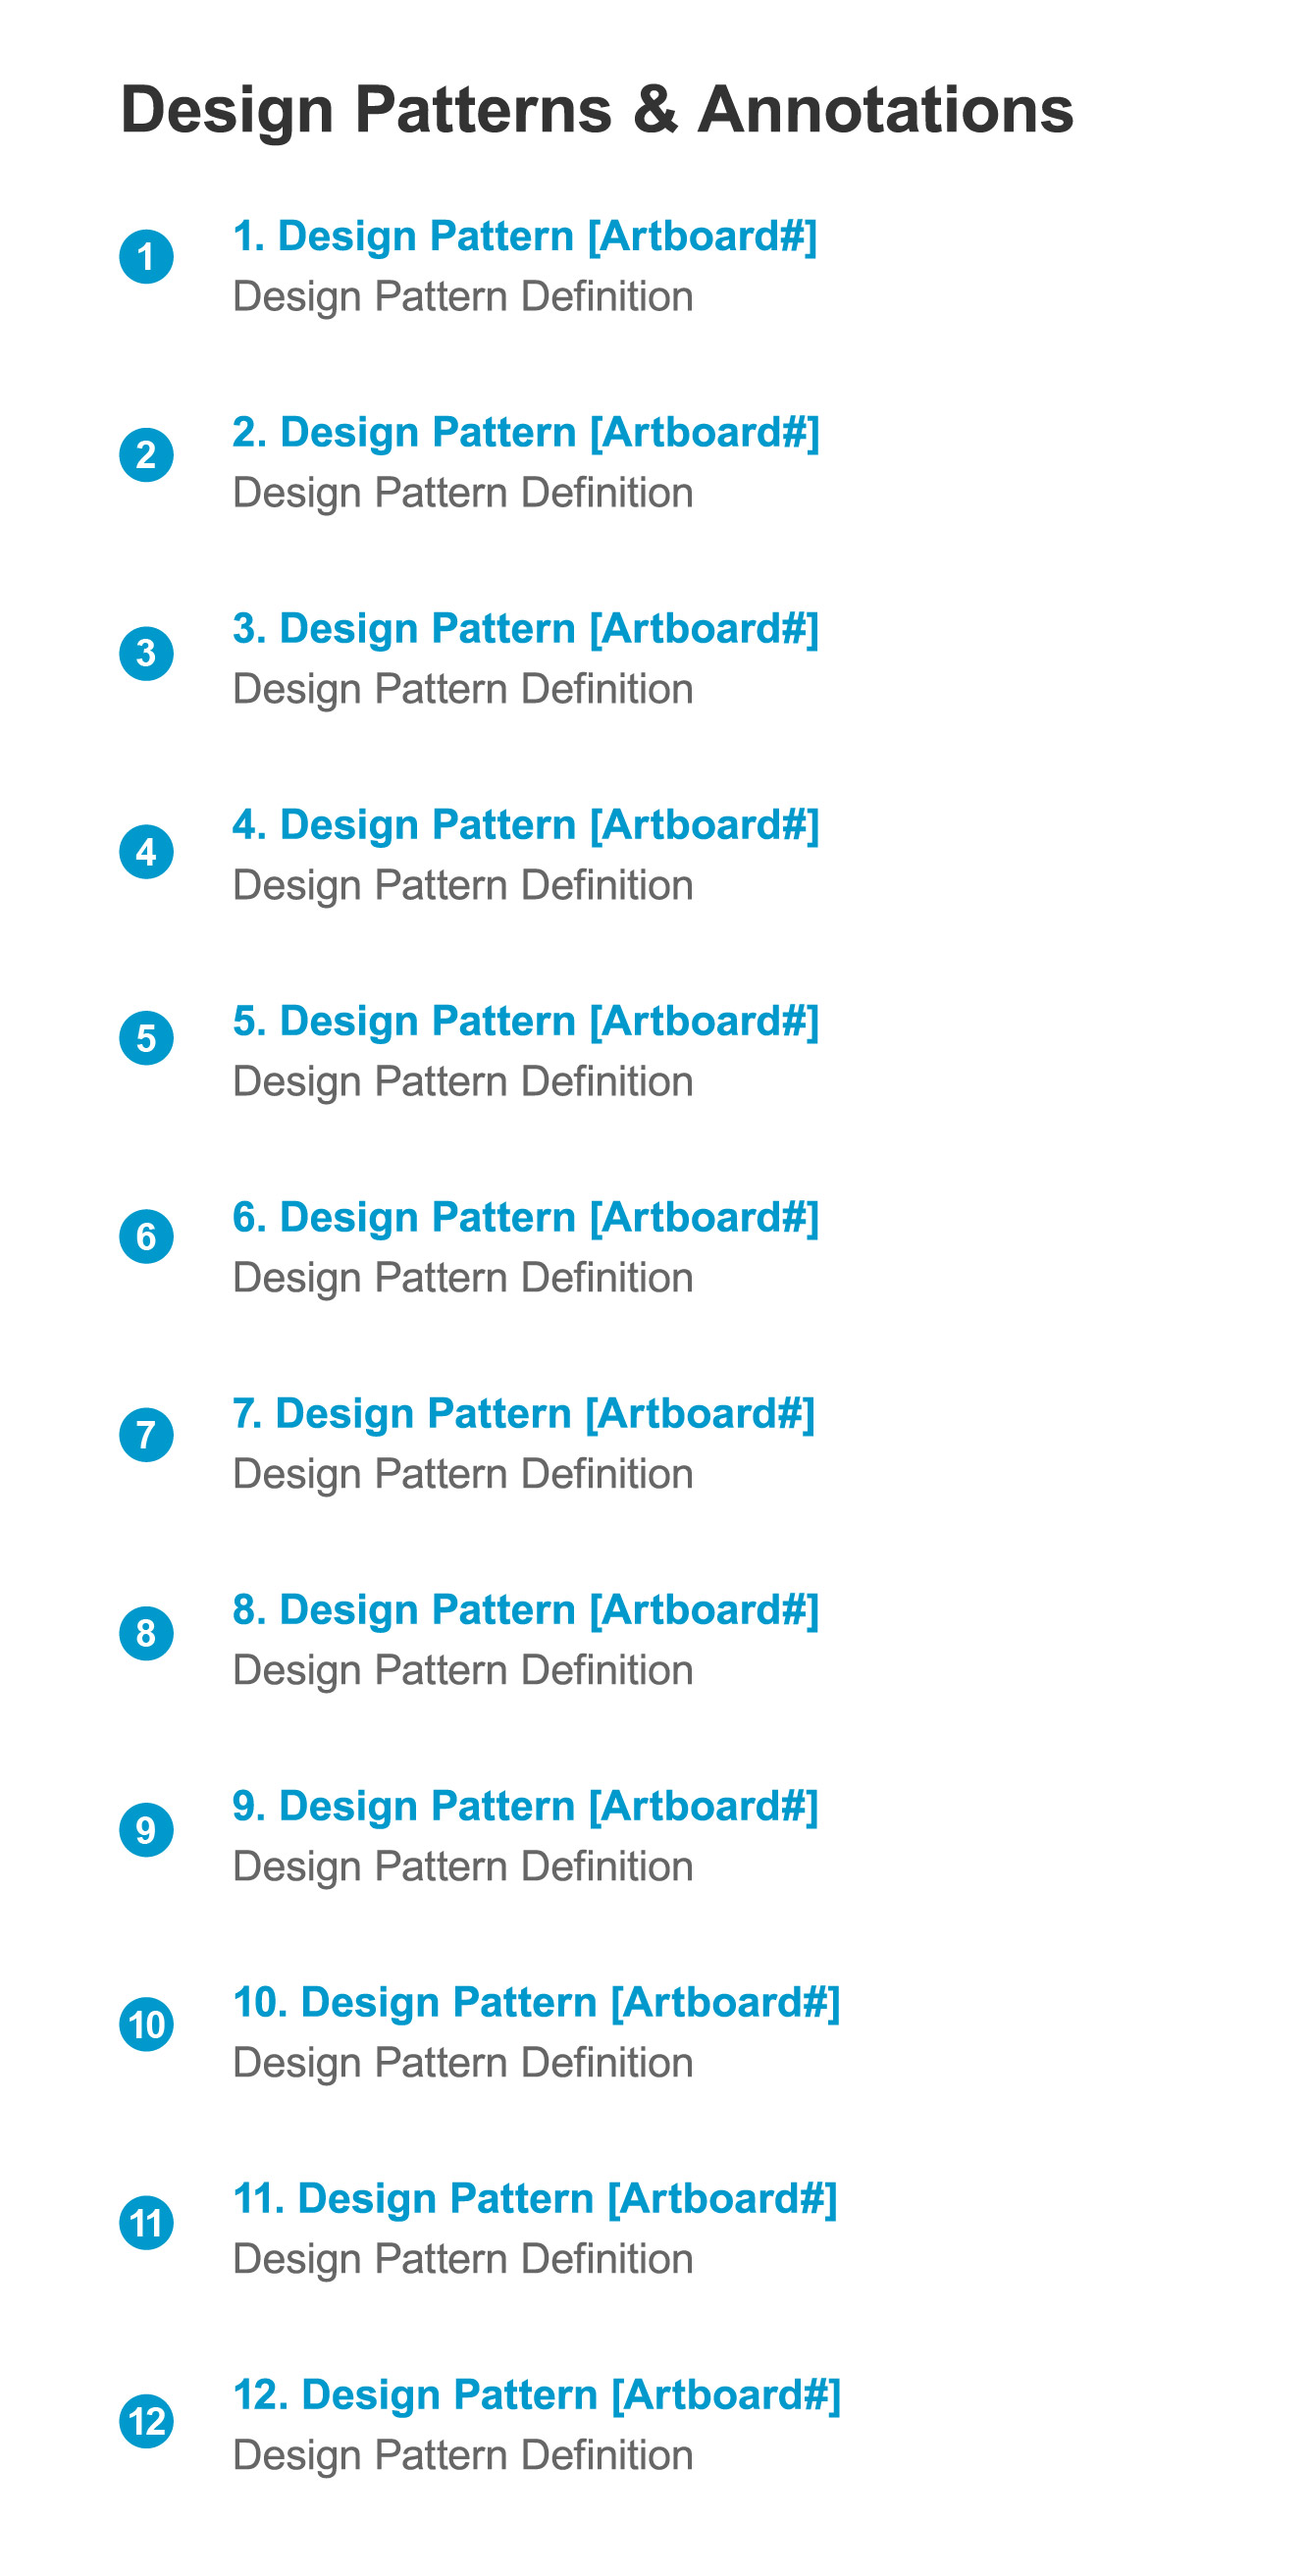 Design Patterns & Annotations
1
1. Design Pattern [Artboard#]
Design Pattern Definition
2
2. Design Pattern [Artboard#]
Design Pattern Definition
3
3. Design Pattern [Artboard#]
Design Pattern Definition
4
4. Design Pattern [Artboard#]
Design Pattern Definition
5
5. Design Pattern [Artboard#]
Design Pattern Definition
6
6. Design Pattern [Artboard#]
Design Pattern Definition
7
7. Design Pattern [Artboard#]
Design Pattern Definition
8
8. Design Pattern [Artboard#]
Design Pattern Definition
9
9. Design Pattern [Artboard#]
Design Pattern Definition
10
10. Design Pattern [Artboard#]
Design Pattern Definition
11
11. Design Pattern [Artboard#]
Design Pattern Definition
12
12. Design Pattern [Artboard#]
Design Pattern Definition